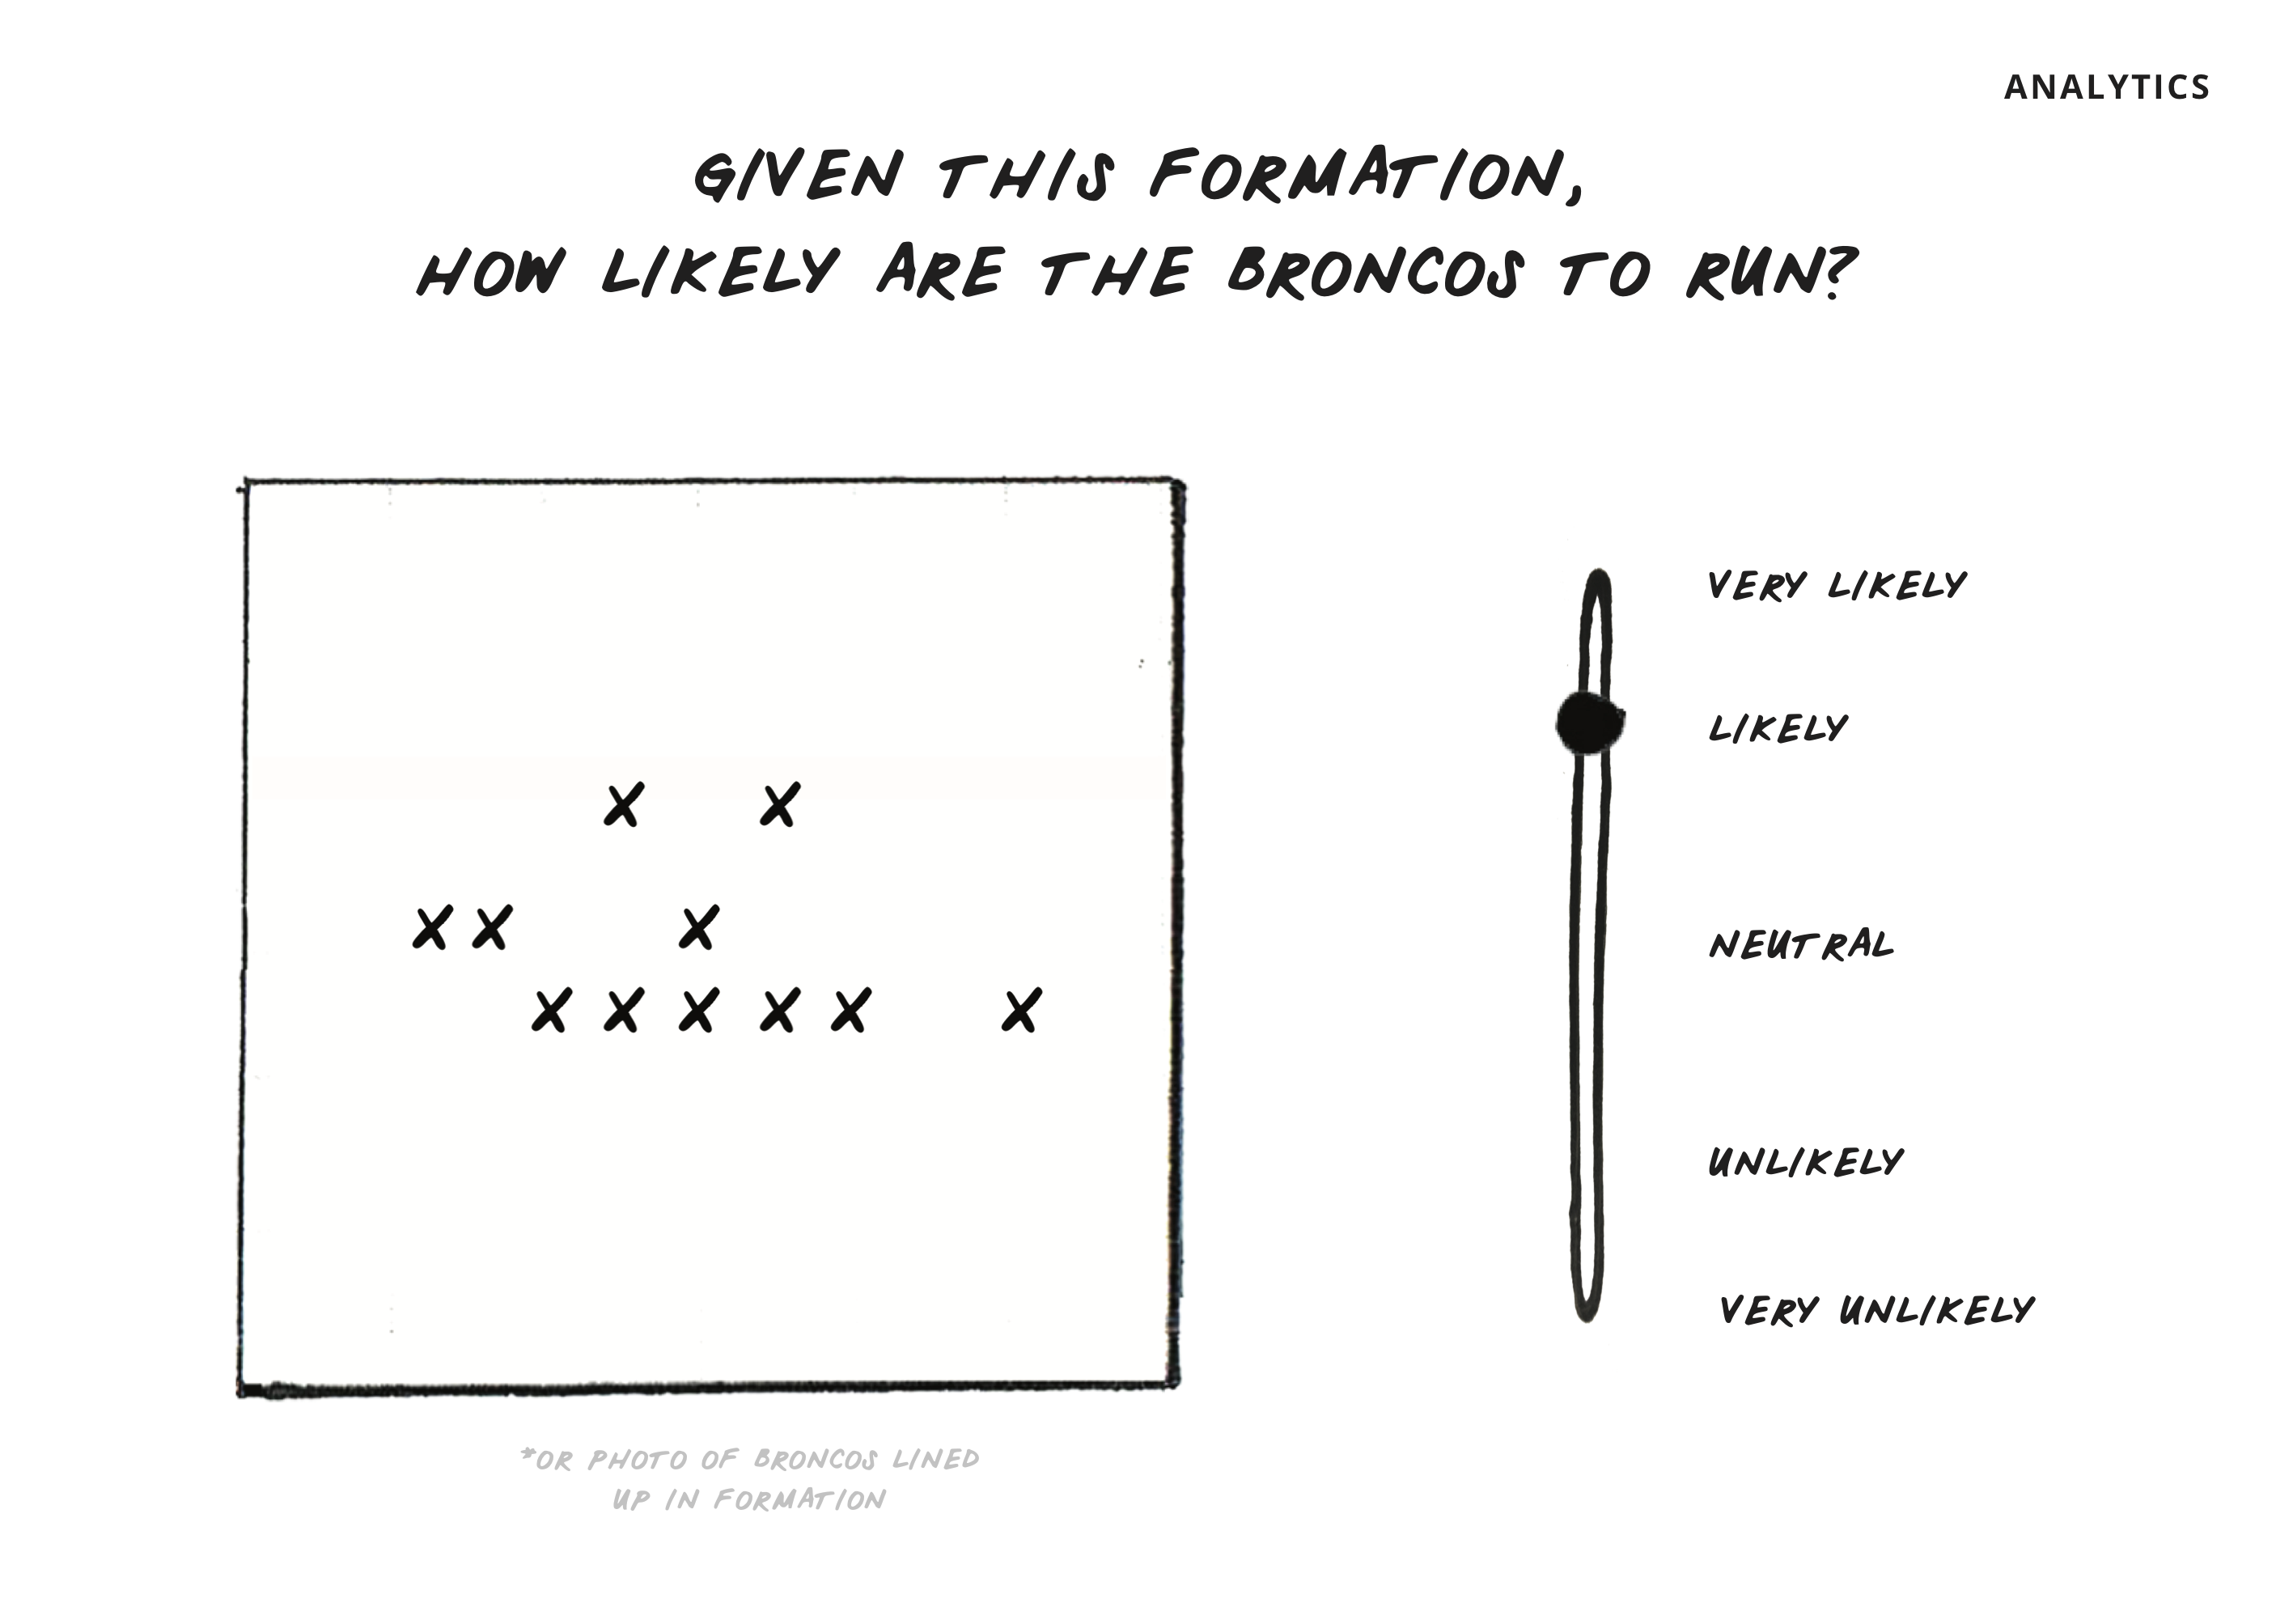 ANALYTICS
GIVEN THIS FORMATION,
HOW LIKELY ARE THE BRONCOS TO RUN?
X X
X X X
X X X X X X
VERY LIKELY
LIKELY
NEUTRAL
UNLIKELY
VERY UNLIKELY
*OR PHOTO OF BRONCOS LINED
UP IN FORMATION